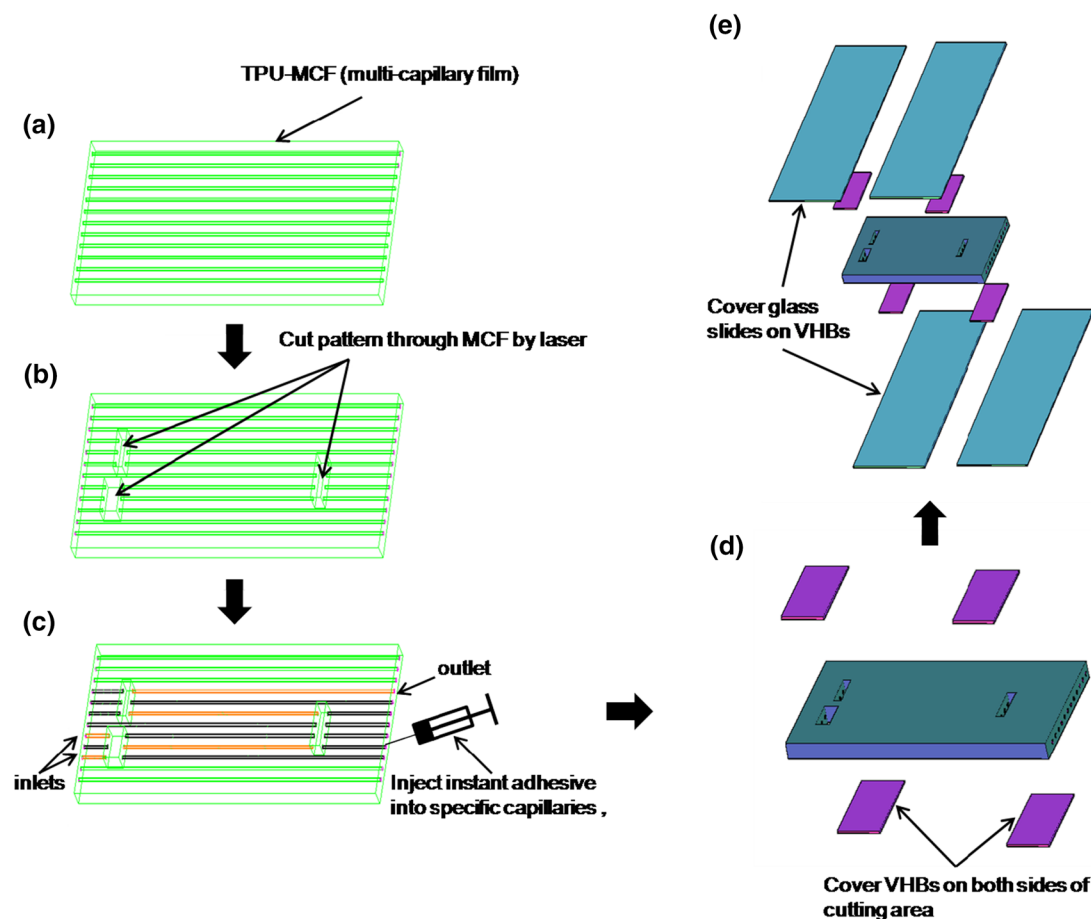 TPU-MCF (multi-capillary film)
(a)
Cut pattern through MCF by laser
(b)
(c)
outlet
inlets
Inject instant adhesive
into specific capillaries ,
(d)
Cover VHBs on both sides of
cutting area
(e)
Cover glass
slides on VHBs